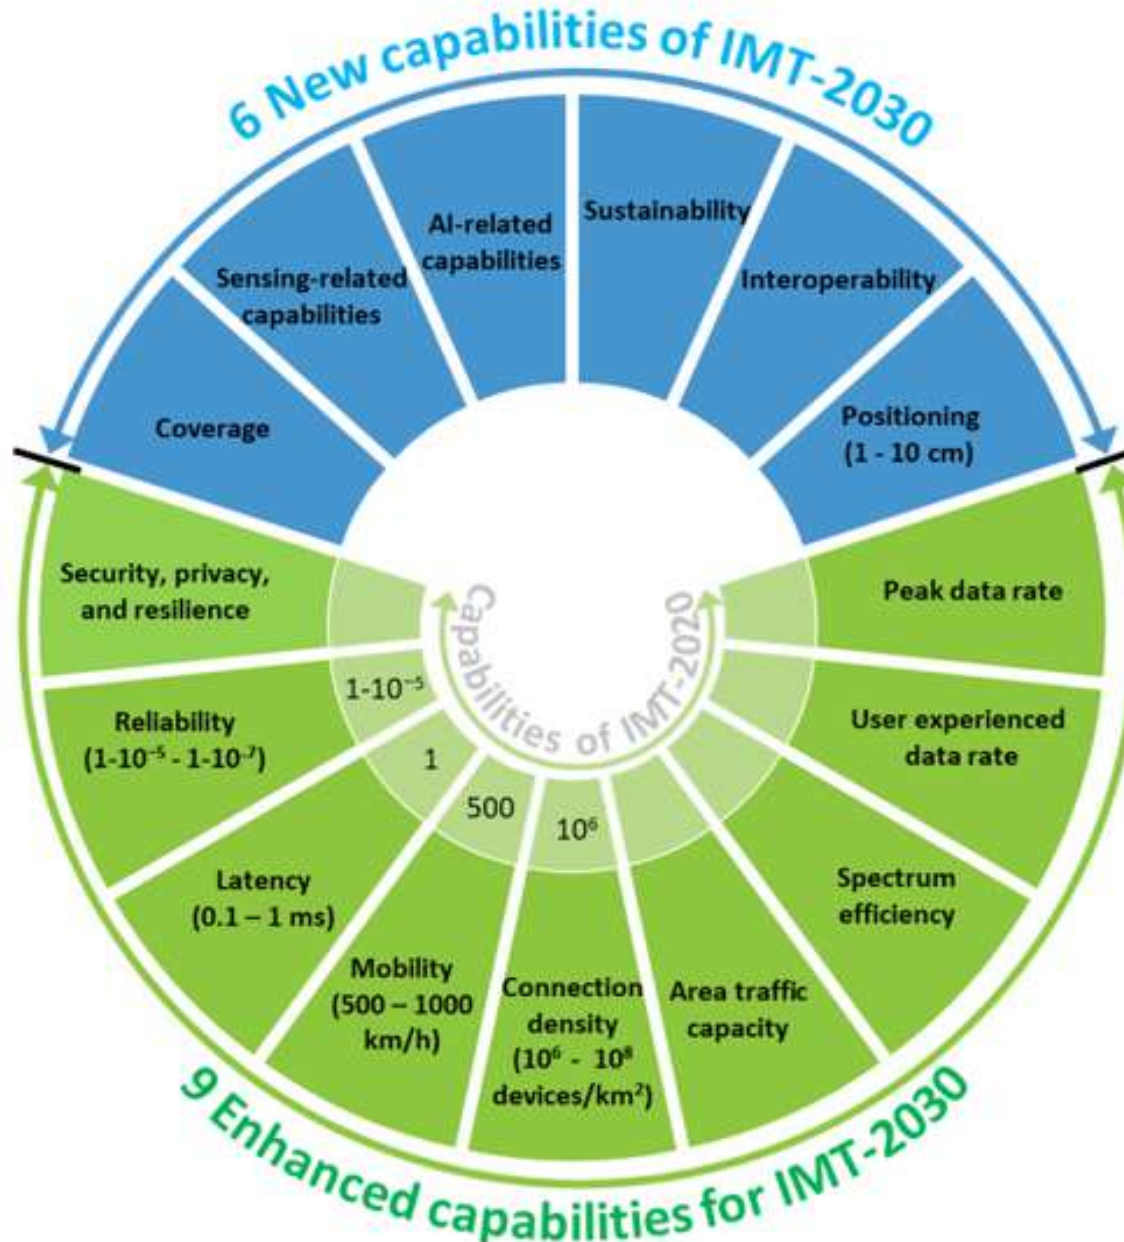 6 New capabilities of IMT-2030
Sustainability
AI-related
capabilities
Sensing-related
capabilities
Interoperability
Coverage
Positioning
(1 - 10 cm)
Security, privacy,
and resilience
Capabilities of IMT-2020
Peak data rate
Reliability
(1-10⁻⁵ - 1-10⁻⁷)
1-10⁻⁵
User experienced
data rate
Latency
(0.1 – 1 ms)
1
Spectrum
efficiency
Mobility
(500 – 1000
km/h)
500
Connection
density
(10⁶ - 10⁸
devices/km²)
10⁶
Area traffic
capacity
9 Enhanced capabilities for IMT-2030